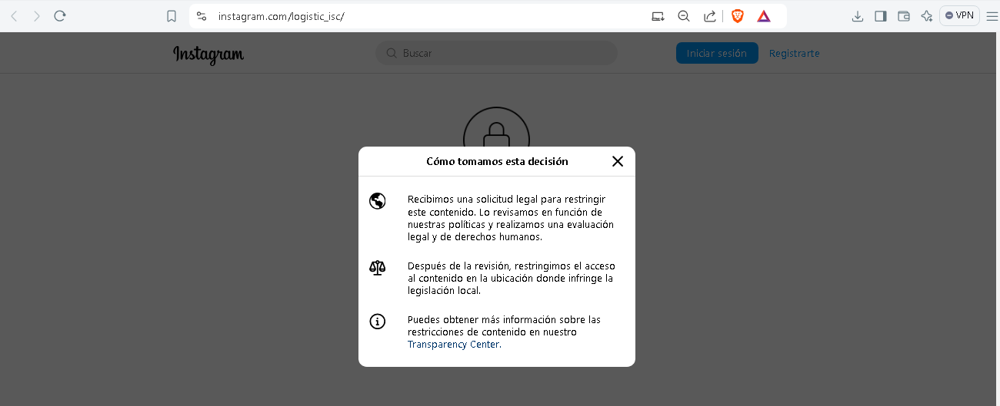 instagram.com/logistic_isc/
VPN
Instagram
Buscar
Iniciar sesión
Registrarte
Cómo tomamos esta decisión
Recibimos una solicitud legal para restringir
este contenido. Lo revisamos en función de
nuestras políticas y realizamos una evaluación
legal y de derechos humanos.
Después de la revisión, restringimos el acceso
al contenido en la ubicación donde infringe la
legislación local.
Puedes obtener más información sobre las
restricciones de contenido en nuestro
Transparency Center.